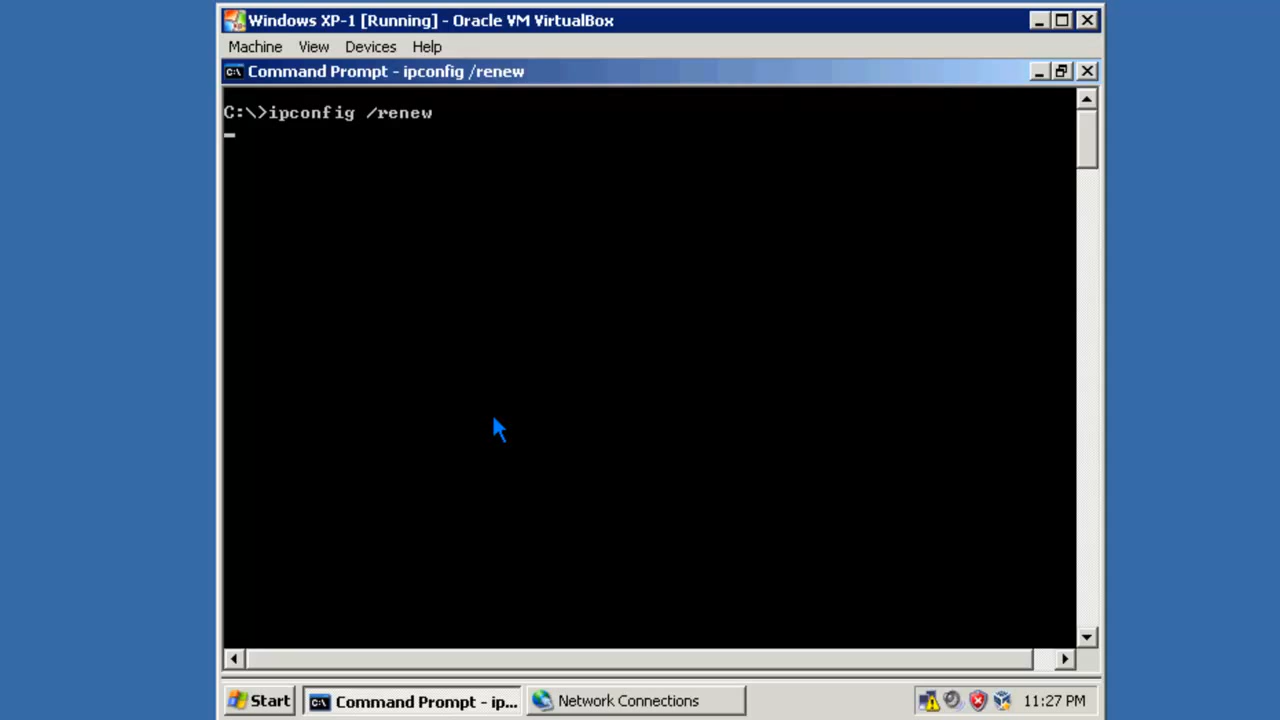 Windows XP-1 [Running] - Oracle VM VirtualBox
Machine View Devices Help
Command Prompt - ipconfig /renew
C:\>ipconfig /renew
Start Command Prompt - ip... Network Connections 11:27 PM